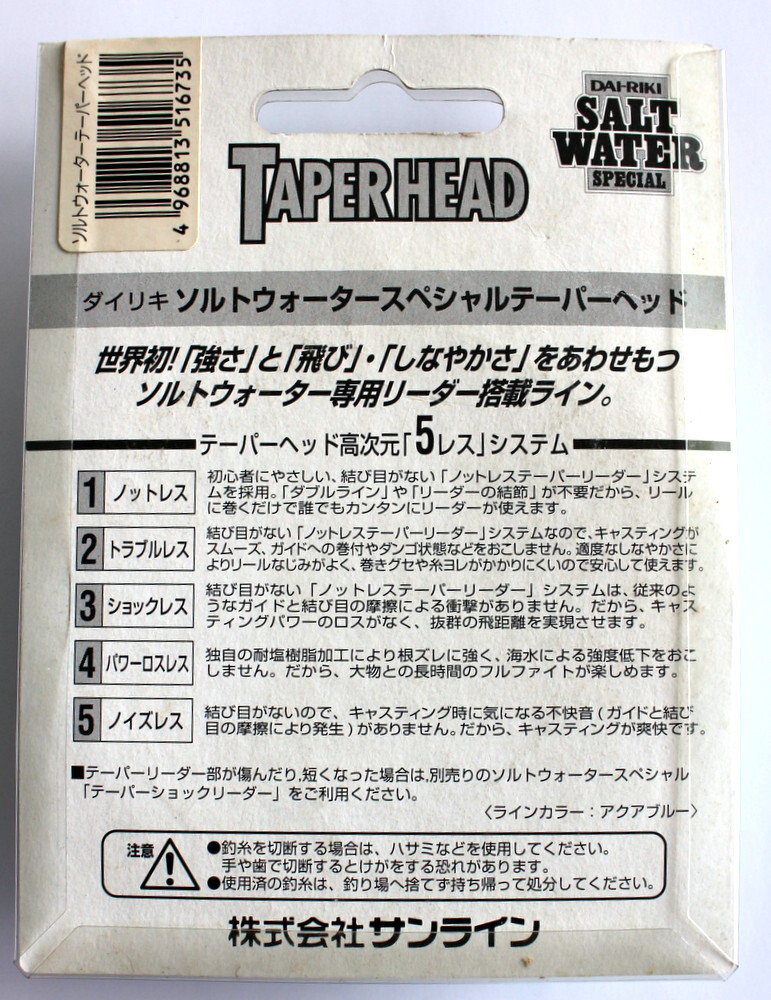 ソルトウォーターテーパーヘッド
4 968813 516735
DAI-RIKI
SALT
WATER
SPECIAL
TAPERHEAD
ダイリキ ソルトウォータースペシャルテーパーヘッド
世界初!「強さ」と「飛び」・「しなやかさ」をあわせもつ
ソルトウォーター専用リーダー搭載ライン。
テーパーヘッド高次元「5レス」システム
1 ノットレス
初心者にやさしい、結び目がない「ノットレステーパーリーダー」システ
ムを採用。「ダブルライン」や「リーダーの結節」が不要だから、リール
に巻くだけで誰でもカンタンにリーダーが使えます。
2 トラブルレス
結び目がない「ノットレステーパーリーダー」システムなので、キャスティングが
スムーズ、ガイドへの巻付やダンゴ状態などをおこしません。適度なしなやかさに
よりリールなじみがよく、巻きグセや糸ヨレがかかりにくいので安心して使えます。
3 ショックレス
結び目がない「ノットレステーパーリーダー」システムは、従来のよ
うなガイドと結び目の摩擦による衝撃がありません。だから、キャス
ティングパワーのロスがなく、抜群の飛距離を実現させます。
4 パワーロスレス
独自の耐塩樹脂加工により根ズレに強く、海水による強度低下をおこ
しません。だから、大物との長時間のフルファイトが楽しめます。
5 ノイズレス
結び目がないので、キャスティング時に気になる不快音(ガイドと結び
目の摩擦により発生)がありません。だから、キャスティングが爽快です。
■テーパーリーダー部が傷んだり,短くなった場合は,別売りのソルトウォータースペシャル
「テーパーショックリーダー」をご利用ください。
〈ラインカラー:アクアブルー〉
注意
●釣糸を切断する場合は、ハサミなどを使用してください。
手や歯で切断するとけがをする恐れがあります。
●使用済の釣糸は、釣り場へ捨てず持ち帰って処分してください。
株式会社サンライン